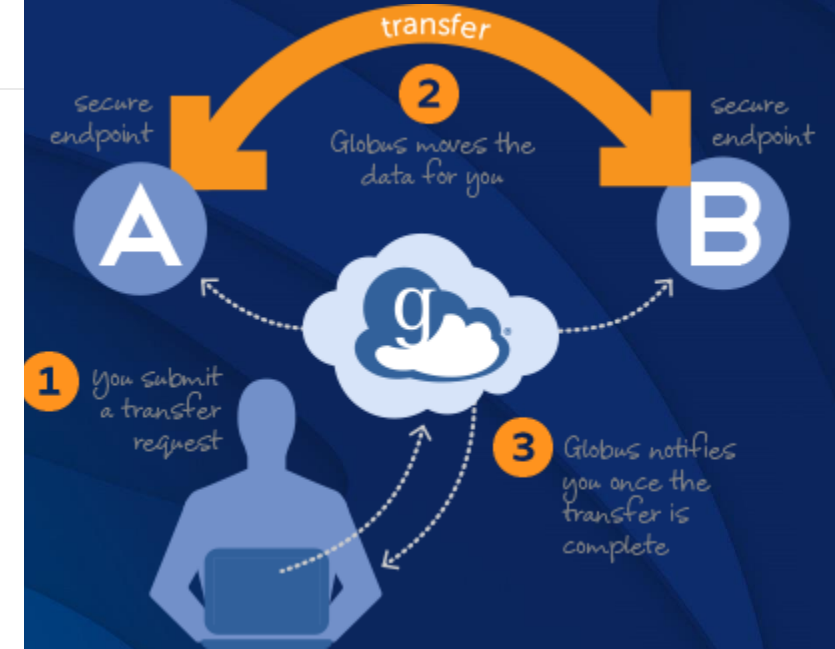 transfer
2
secure
endpoint
Globus moves the
data for you
secure
endpoint
A
B
g
1
you submit
a transfer
request
3
Globus notifies
you once the
transfer is
complete